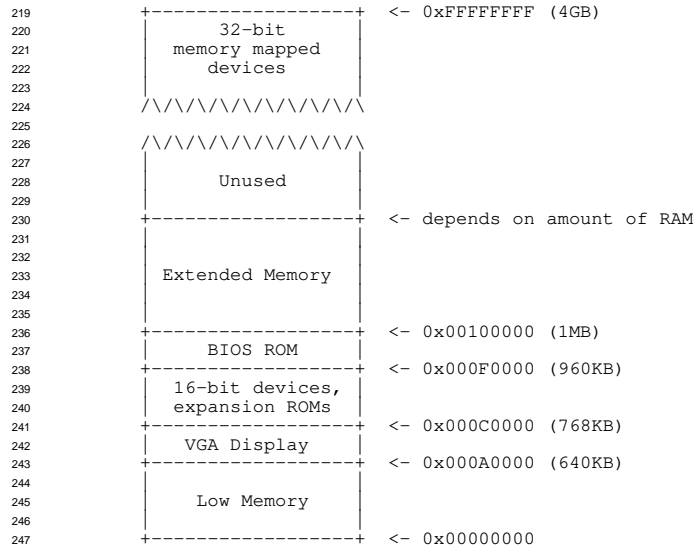 219 +------------------+ <- 0xFFFFFFFF (4GB)
220 | 32-bit |
221 | memory mapped |
222 | devices |
223 | |
224 /\/\/\/\/\/\/\/\/\/\
225
226 /\/\/\/\/\/\/\/\/\/\
227 | |
228 | Unused |
229 | |
230 +------------------+ <- depends on amount of RAM
231 | |
232 | |
233 | Extended Memory |
234 | |
235 | |
236 +------------------+ <- 0x00100000 (1MB)
237 | BIOS ROM |
238 +------------------+ <- 0x000F0000 (960KB)
239 | 16-bit devices, |
240 | expansion ROMs |
241 +------------------+ <- 0x000C0000 (768KB)
242 | VGA Display |
243 +------------------+ <- 0x000A0000 (640KB)
244 | |
245 | Low Memory |
246 | |
247 +------------------+ <- 0x00000000